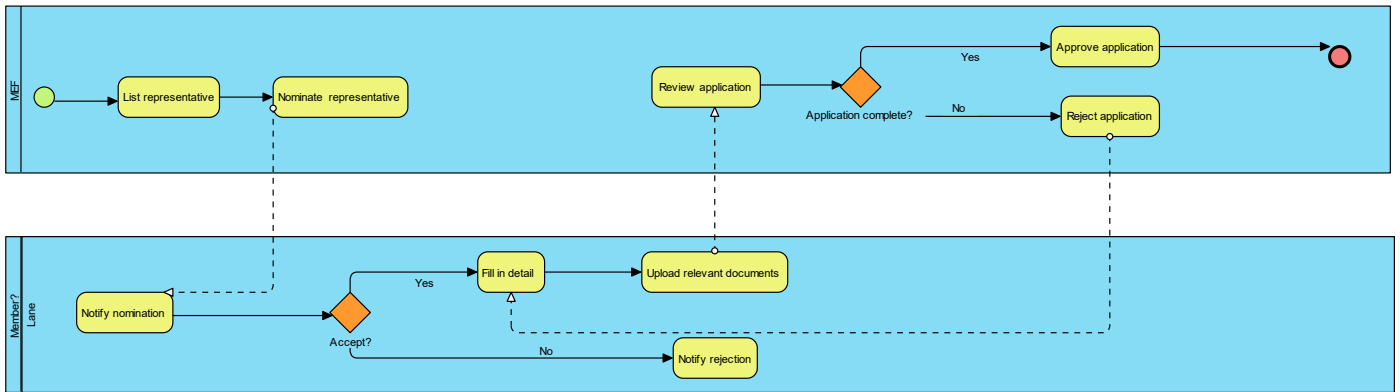 MEF
List representative
Nominate representative
Review application
Application complete?
Yes
Approve application
No
Reject application
Member?
Lane
Notify nomination
Accept?
Yes
Fill in detail
Upload relevant documents
No
Notify rejection